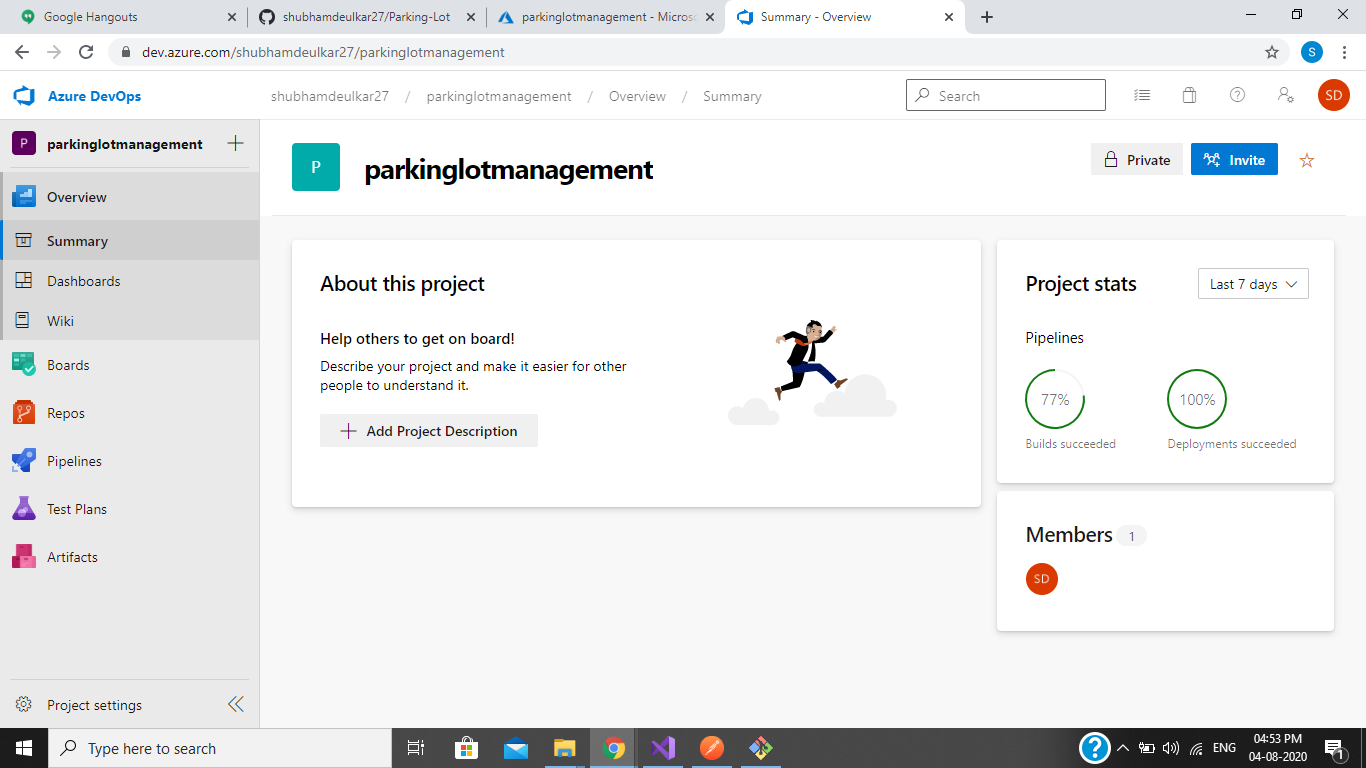 Google Hangouts
shubhamdeulkar27/Parking-Lot
parkinglotmanagement - Micros
Summary - Overview
dev.azure.com/shubhamdeulkar27/parkinglotmanagement
S
Azure DevOps
shubhamdeulkar27 / parkinglotmanagement / Overview / Summary
Search
SD
P
parkinglotmanagement
Overview
Summary
Dashboards
Wiki
Boards
Repos
Pipelines
Test Plans
Artifacts
Project settings
P
parkinglotmanagement
Private
Invite
About this project
Help others to get on board!
Describe your project and make it easier for other
people to understand it.
Add Project Description
Project stats
Last 7 days
Pipelines
77%
100%
Builds succeeded
Deployments succeeded
Members 1
SD
Type here to search
ENG
04:53 PM
04-08-2020
1